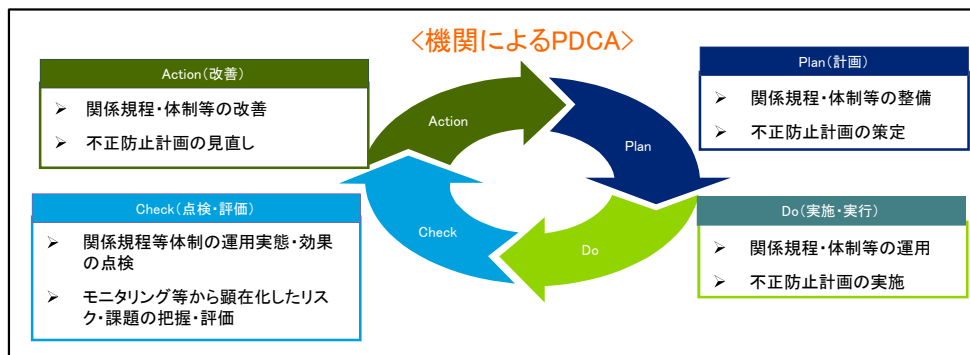 <機関によるPDCA>
Action(改善)
➢ 関係規程・体制等の改善
➢ 不正防止計画の見直し
Plan(計画)
➢ 関係規程・体制等の整備
➢ 不正防止計画の策定
Action
Plan
Check
Do
Check(点検・評価)
➢ 関係規程等体制の運用実態・効果
の点検
➢ モニタリング等から顕在化したリス
ク・課題の把握・評価
Do(実施・実行)
➢ 関係規程・体制等の運用
➢ 不正防止計画の実施